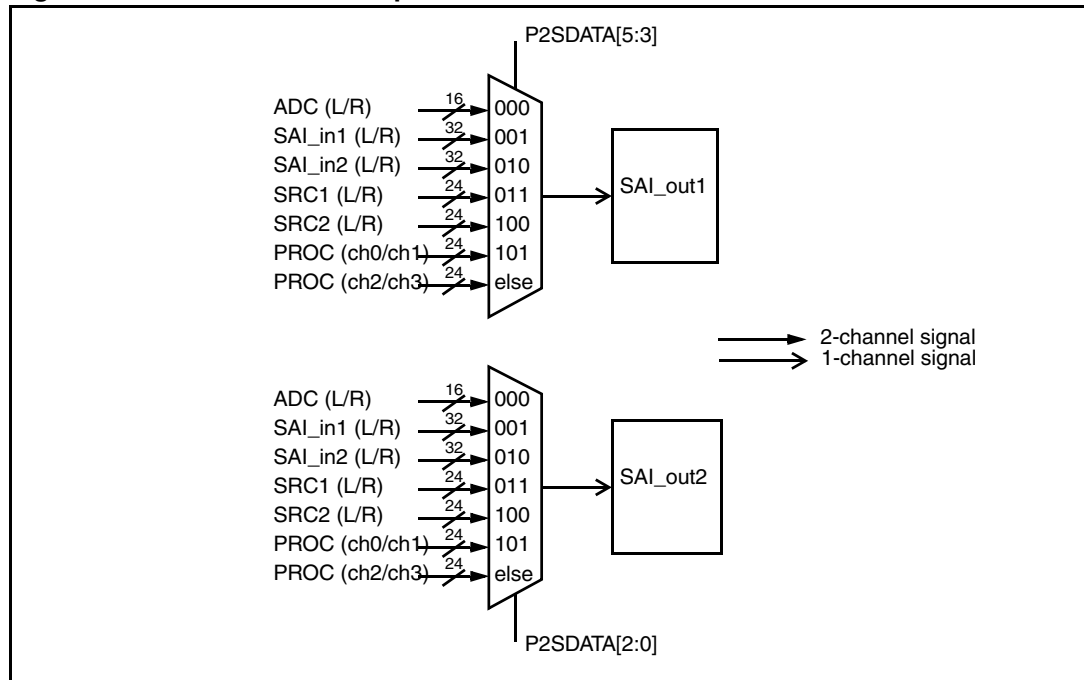 P2SDATA[5:3]
ADC (L/R) 16 000
SAI_in1 (L/R) 32 001
SAI_in2 (L/R) 32 010
SRC1 (L/R) 24 011
SRC2 (L/R) 24 100
PROC (ch0/ch1) 24 101
PROC (ch2/ch3) 24 else
SAI_out1
2-channel signal
1-channel signal
ADC (L/R) 16 000
SAI_in1 (L/R) 32 001
SAI_in2 (L/R) 32 010
SRC1 (L/R) 24 011
SRC2 (L/R) 24 100
PROC (ch0/ch1) 24 101
PROC (ch2/ch3) 24 else
SAI_out2
P2SDATA[2:0]